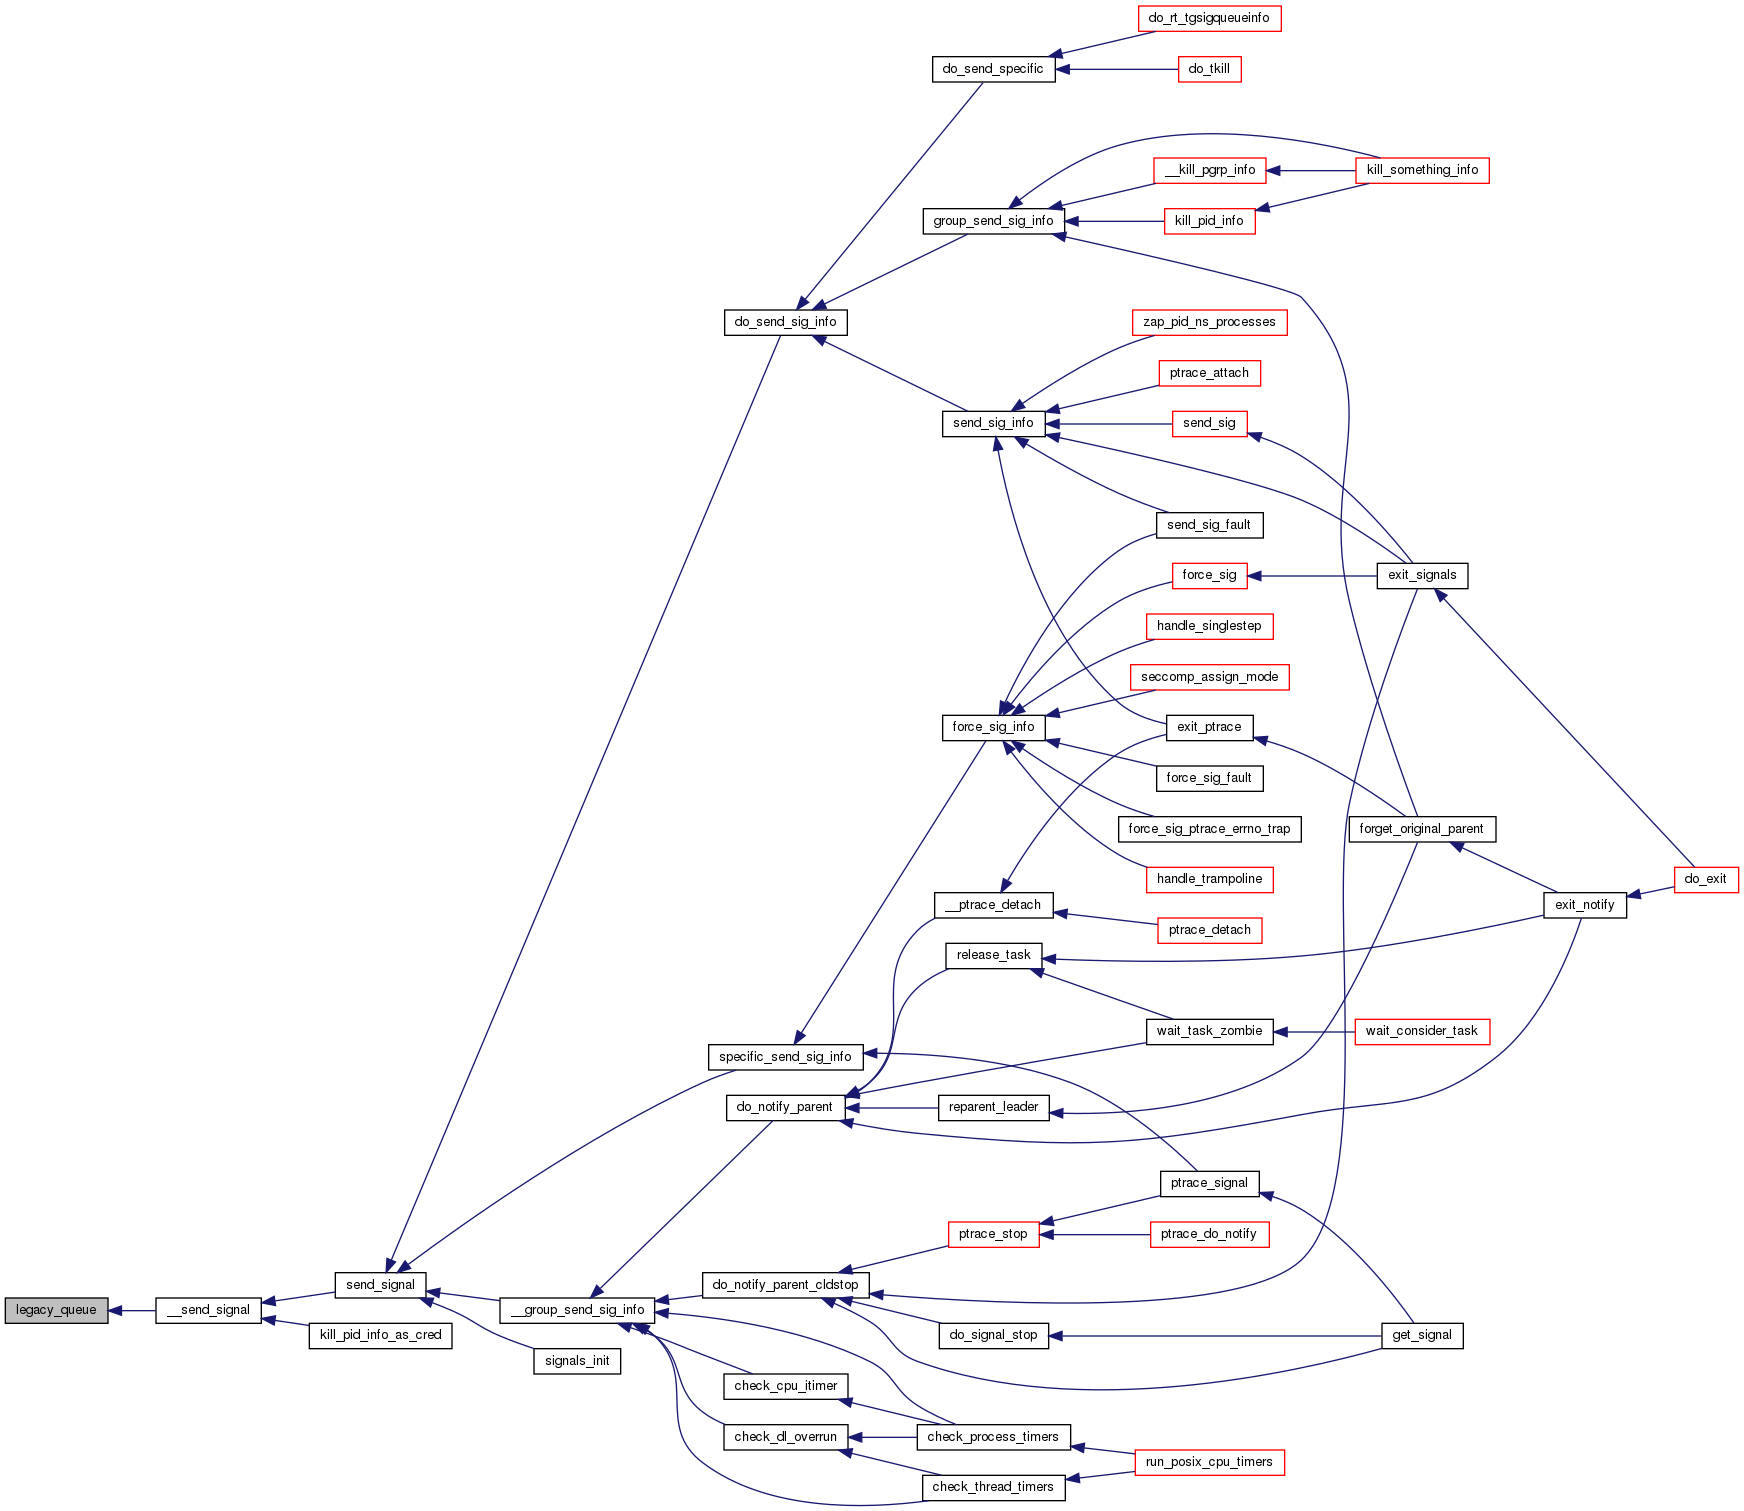 do_rt_tgsigqueueinfo
do_send_specific
do_tkill
__kill_pgrp_info
kill_something_info
group_send_sig_info
kill_pid_info
do_send_sig_info
zap_pid_ns_processes
ptrace_attach
send_sig_info
send_sig
send_sig_fault
force_sig
exit_signals
handle_singlestep
seccomp_assign_mode
force_sig_info
exit_ptrace
force_sig_fault
force_sig_ptrace_errno_trap
forget_original_parent
handle_trampoline
do_exit
__ptrace_detach
exit_notify
ptrace_detach
release_task
wait_task_zombie
wait_consider_task
specific_send_sig_info
do_notify_parent
reparent_leader
ptrace_signal
ptrace_stop
ptrace_do_notify
send_signal
do_notify_parent_cldstop
legacy_queue
__send_signal
__group_send_sig_info
kill_pid_info_as_cred
do_signal_stop
get_signal
signals_init
check_cpu_itimer
check_dl_overrun
check_process_timers
run_posix_cpu_timers
check_thread_timers